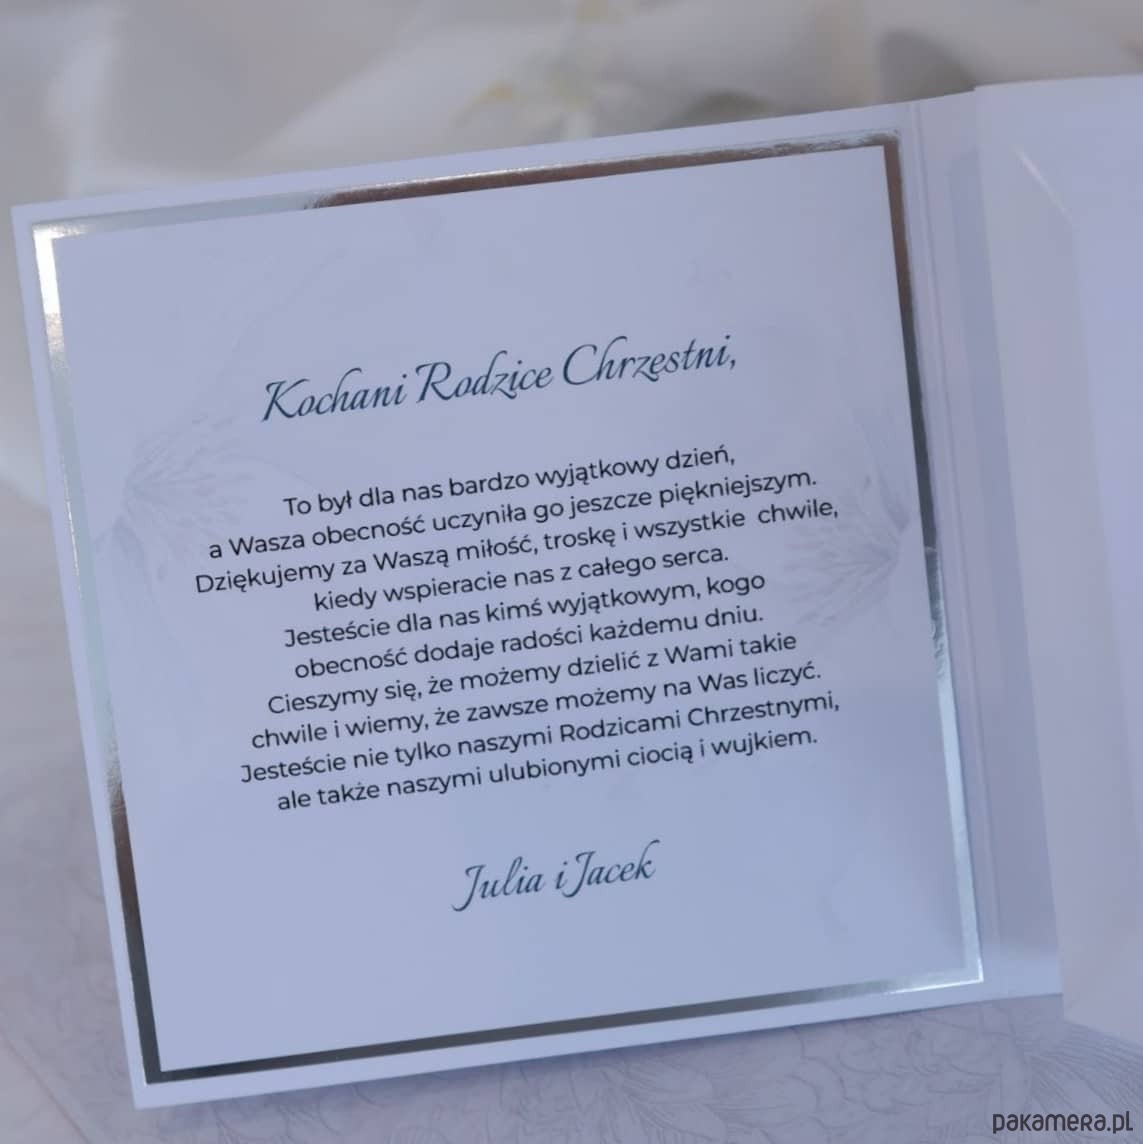 Kochani Rodzice Chrzestni,
To był dla nas bardzo wyjątkowy dzień,
a Wasza obecność uczyniła go jeszcze piękniejszym.
Dziękujemy za Waszą miłość, troskę i wszystkie chwile,
kiedy wspieracie nas z całego serca.
Jesteście dla nas kimś wyjątkowym, kogo
obecność dodaje radości każdemu dniu.
Cieszymy się, że możemy dzielić z Wami takie
chwile i wiemy, że zawsze możemy na Was liczyć.
Jesteście nie tylko naszymi Rodzicami Chrzestnymi,
ale także naszymi ulubionymi ciocią i wujkiem.
Julia i Jacek
pakamera.pl